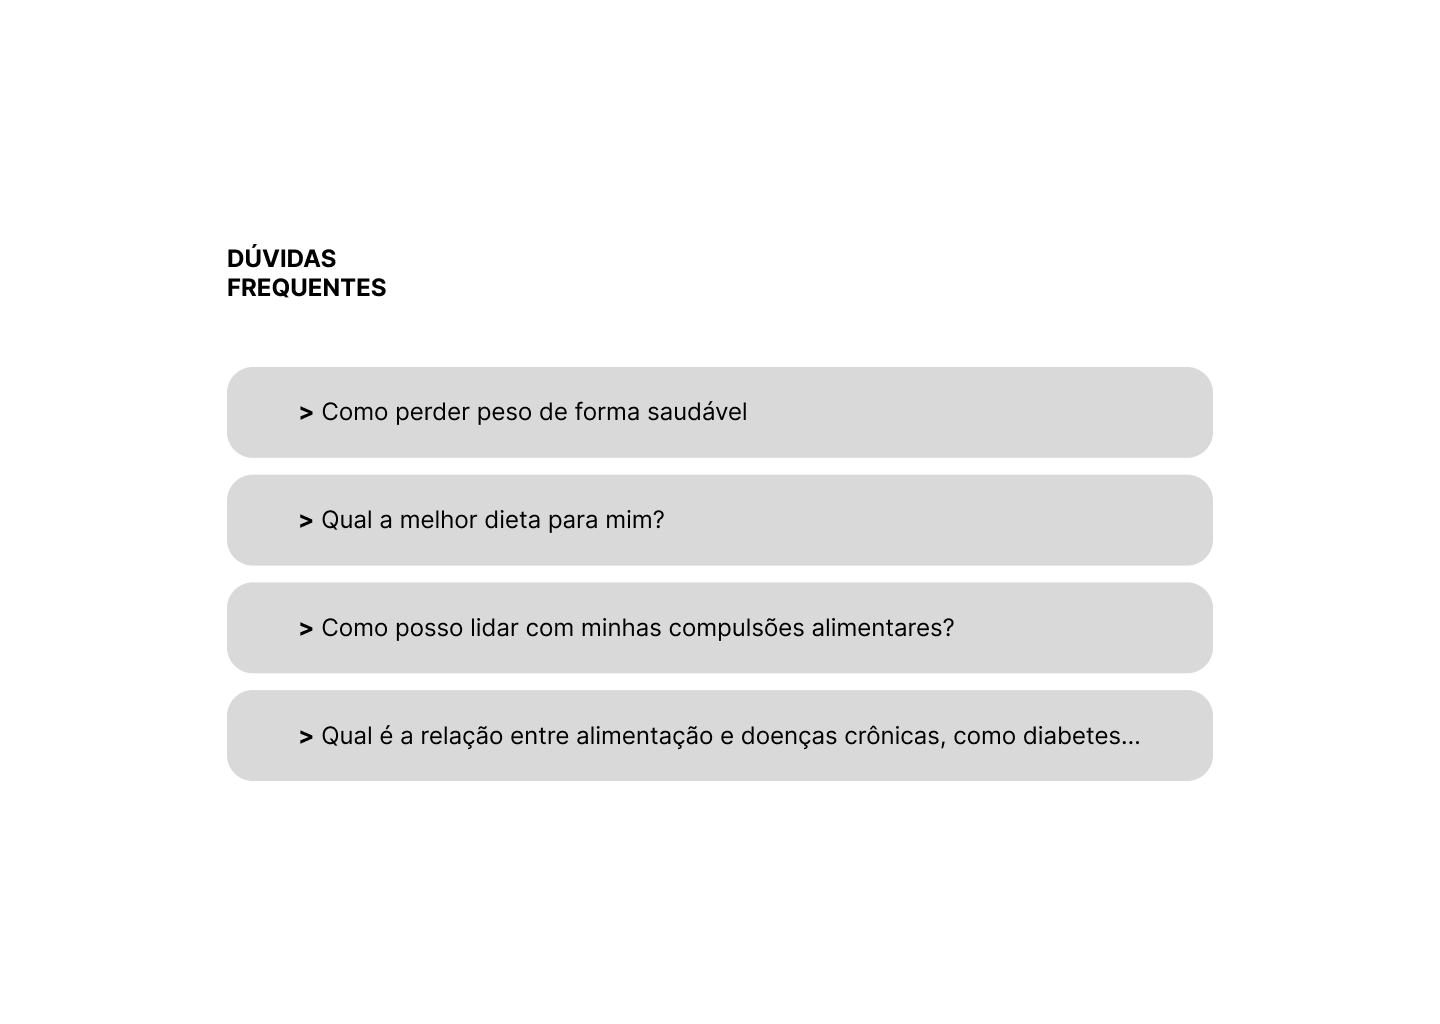 DÚVIDAS
FREQUENTES
> Como perder peso de forma saudável
> Qual a melhor dieta para mim?
> Como posso lidar com minhas compulsões alimentares?
> Qual é a relação entre alimentação e doenças crônicas, como diabetes...